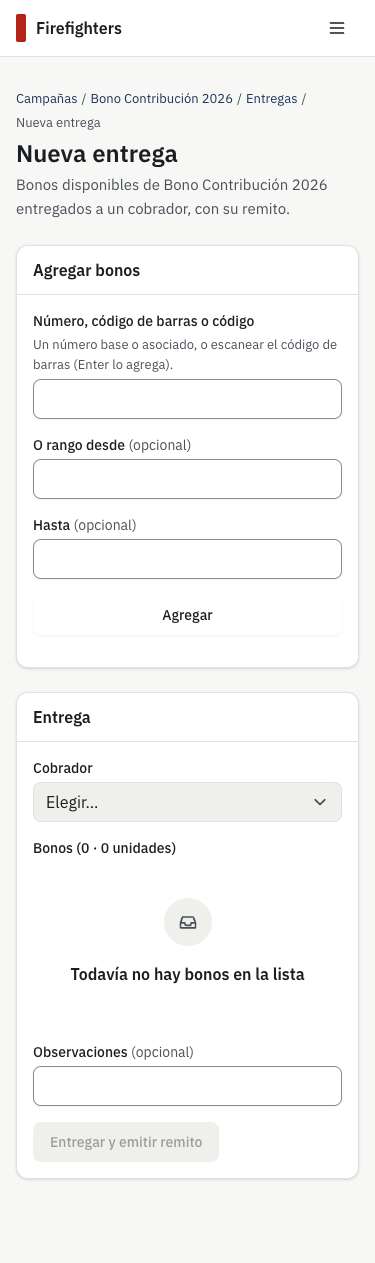 Firefighters
Campañas / Bono Contribución 2026 / Entregas /
Nueva entrega
Nueva entrega
Bonos disponibles de Bono Contribución 2026
entregados a un cobrador, con su remito.
Agregar bonos
Número, código de barras o código
Un número base o asociado, o escanear el código de
barras (Enter lo agrega).
O rango desde (opcional)
Hasta (opcional)
Agregar
Entrega
Cobrador
Elegir...
Bonos (0 · 0 unidades)
Todavía no hay bonos en la lista
Observaciones (opcional)
Entregar y emitir remito